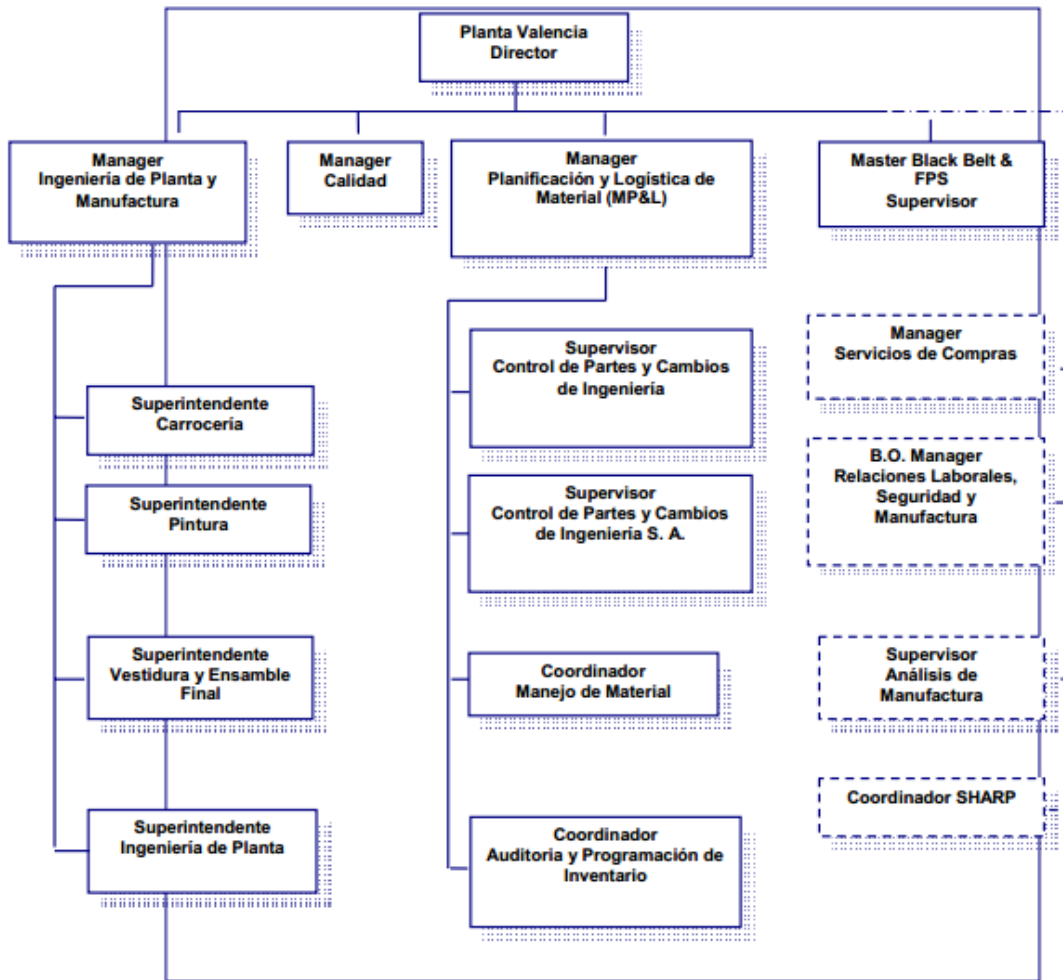 Planta Valencia
Director
Manager
Ingeniería de Planta y
Manufactura
Manager
Calidad
Manager
Planificación y Logística de
Material (MP&L)
Master Black Belt &
FPS
Supervisor
Superintendente
Carrocería
Superintendente
Pintura
Superintendente
Vestidura y Ensamble
Final
Superintendente
Ingeniería de Planta
Supervisor
Control de Partes y Cambios
de Ingeniería
Supervisor
Control de Partes y Cambios
de Ingeniería S. A.
Coordinador
Manejo de Material
Coordinador
Auditoria y Programación de
Inventario
Manager
Servicios de Compras
B.O. Manager
Relaciones Laborales,
Seguridad y
Manufactura
Supervisor
Análisis de
Manufactura
Coordinador SHARP